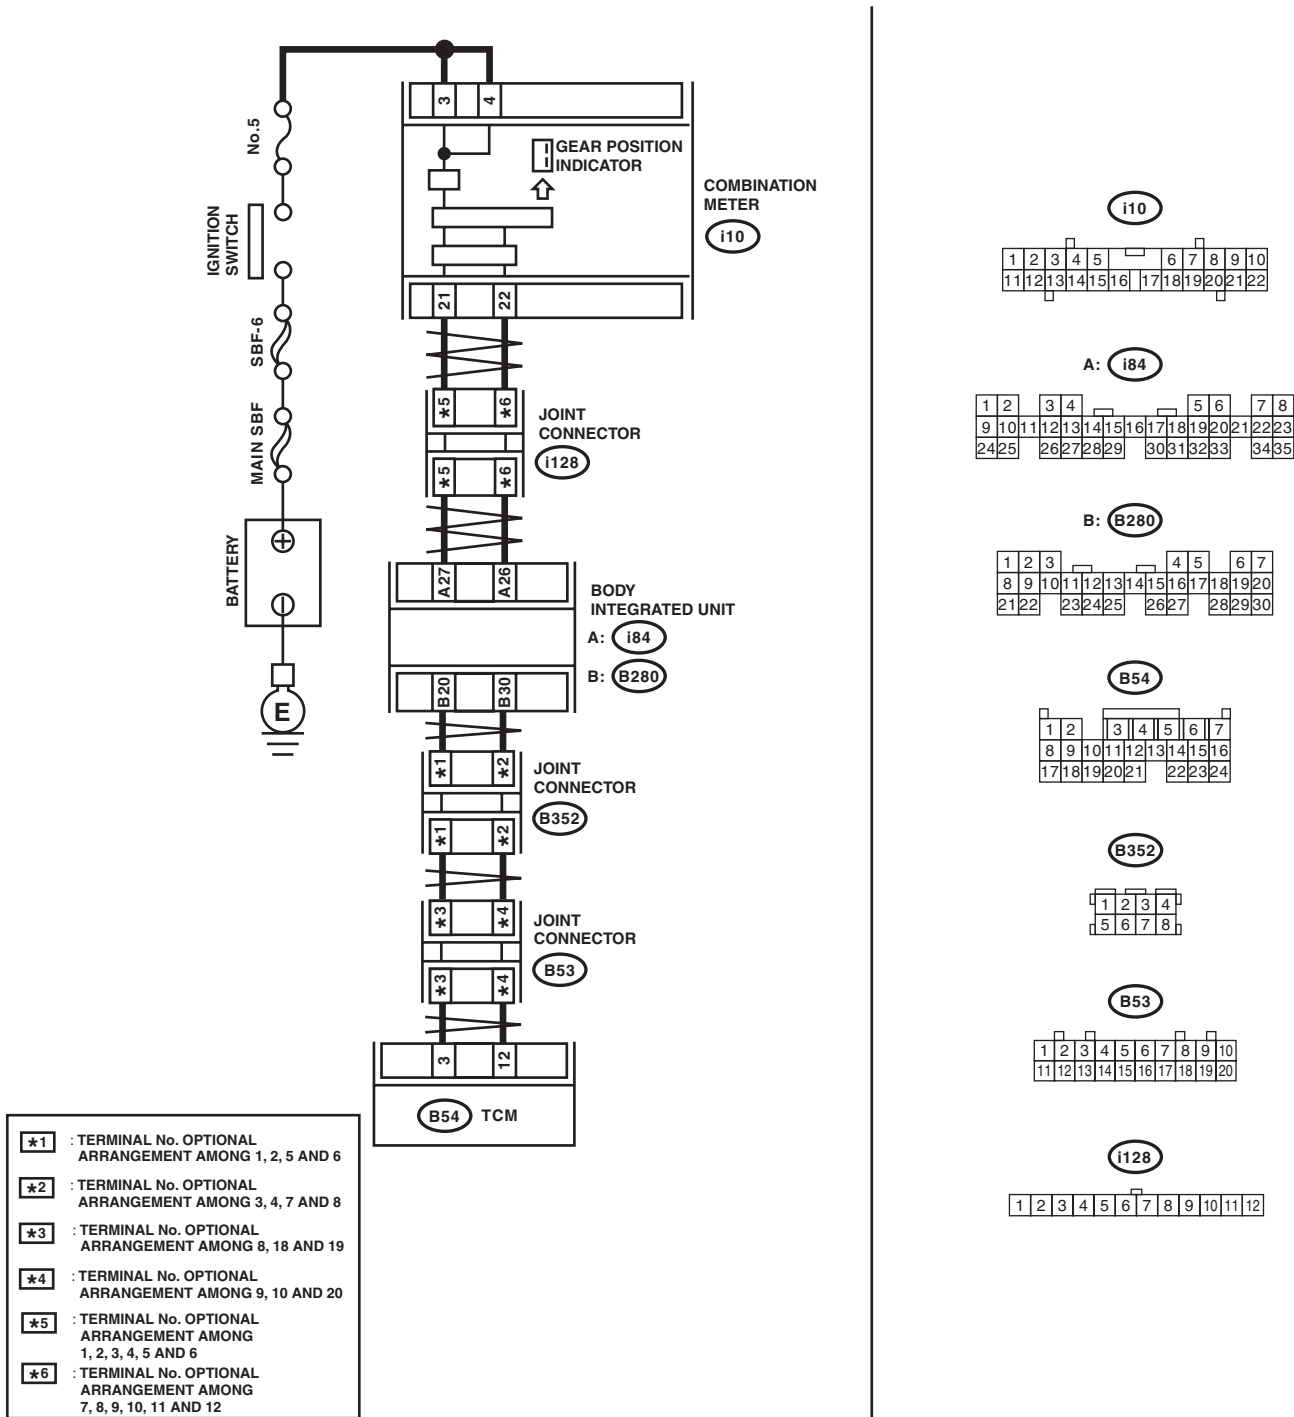 No.5
IGNITION
SWITCH
SBF-6
MAIN SBF
BATTERY
E
3 4
GEAR POSITION
INDICATOR
COMBINATION
METER
i10
21 22
*5 *6
JOINT
CONNECTOR
i128
*5 *6
A27 A26
BODY
INTEGRATED UNIT
A: i84
B: B280
B20 B30
*1 *2
JOINT
CONNECTOR
B352
*1 *2
*3 *4
JOINT
CONNECTOR
B53
*3 *4
3 12
B54 TCM
*1 : TERMINAL No. OPTIONAL
ARRANGEMENT AMONG 1, 2, 5 AND 6
*2 : TERMINAL No. OPTIONAL
ARRANGEMENT AMONG 3, 4, 7 AND 8
*3 : TERMINAL No. OPTIONAL
ARRANGEMENT AMONG 8, 18 AND 19
*4 : TERMINAL No. OPTIONAL
ARRANGEMENT AMONG 9, 10 AND 20
*5 : TERMINAL No. OPTIONAL
ARRANGEMENT AMONG
1, 2, 3, 4, 5 AND 6
*6 : TERMINAL No. OPTIONAL
ARRANGEMENT AMONG
7, 8, 9, 10, 11 AND 12
i10
1 2 3 4 5 6 7 8 9 10
11 12 13 14 15 16 17 18 19 20 21 22
A: i84
1 2 3 4 5 6 7 8
9 10 11 12 13 14 15 16 17 18 19 20 21 22 23
24 25 26 27 28 29 30 31 32 33 34 35
B: B280
1 2 3 4 5 6 7
8 9 10 11 12 13 14 15 16 17 18 19 20
21 22 23 24 25 26 27 28 29 30
B54
1 2 3 4 5 6 7
8 9 10 11 12 13 14 15 16
17 18 19 20 21 22 23 24
B352
1 2 3 4
5 6 7 8
B53
1 2 3 4 5 6 7 8 9 10
11 12 13 14 15 16 17 18 19 20
i128
1 2 3 4 5 6 7 8 9 10 11 12